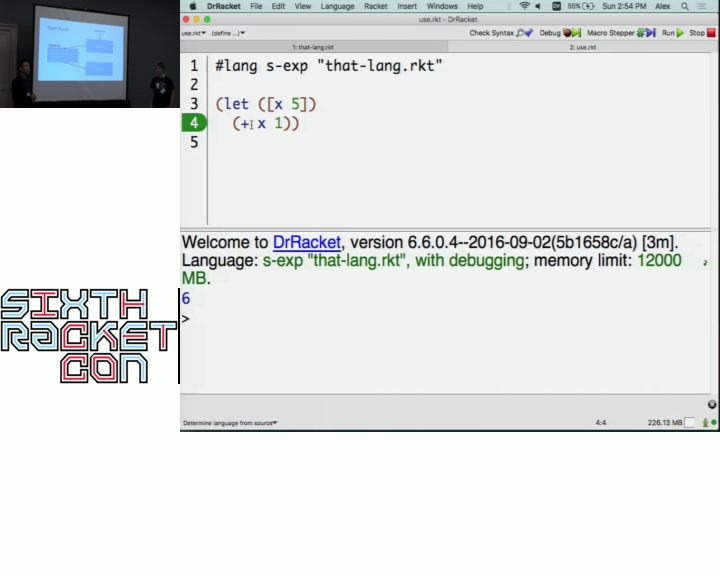 DrRacket File Edit View Language Racket Insert Windows Help 55% Sun 2:54 PM Alex
use.rkt - DrRacket
use.rkt▾ (define ...)▾ Check Syntax Debug Macro Stepper Run Stop
1: that-lang.rkt 2: use.rkt
1 #lang s-exp "that-lang.rkt"
2
3 (let ([x 5])
4 (+ x 1))
5
Welcome to DrRacket, version 6.6.0.4--2016-09-02(5b1658c/a) [3m].
Language: s-exp "that-lang.rkt", with debugging; memory limit: 12000
MB.
6
>
Determine language from source▾ 4:4 226.13 MB
SIXTH
RACKET
CON